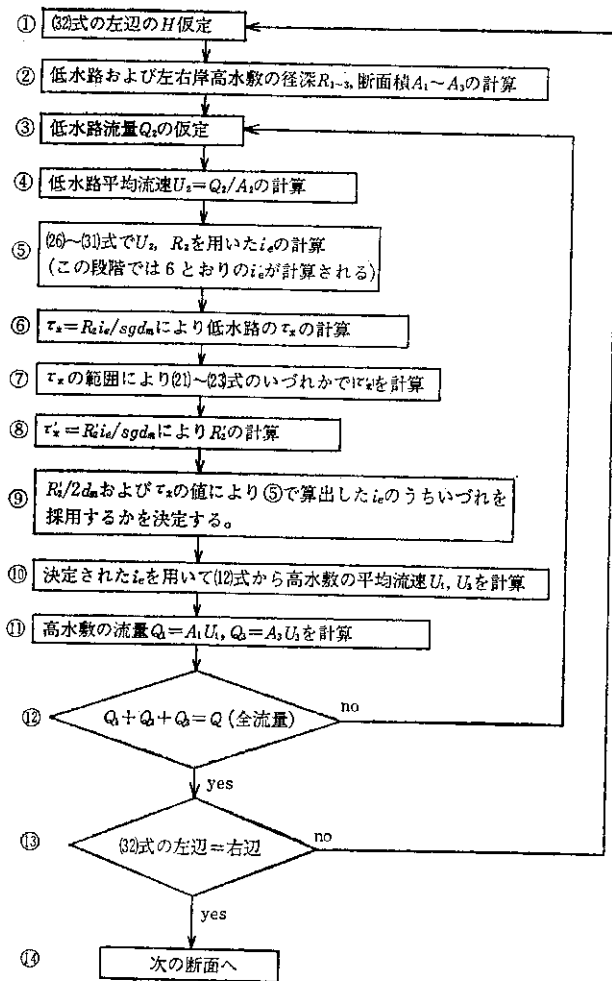 ① (32)式の左辺のH仮定
② 低水路および左右岸高水敷の径深R₁~₃,断面積A₁~A₃の計算
③ 低水路流量Q₂の仮定
④ 低水路平均流速U₂=Q₂/A₂の計算
⑤ (26)~(31)式でU₂, R₂を用いたiₑの計算
(この段階では6とおりのiₑが計算される)
⑥ τ*=R₂iₑ/sgdₘにより低水路のτ*の計算
⑦ τ*の範囲により(21)~(23)式のいづれかでτ*′を計算
⑧ τ*′=R₂′iₑ/sgdₘによりR₂′の計算
⑨ R₂′/2dₘおよびτ*の値により⑤で算出したiₑのうちいづれを
採用するかを決定する。
⑩ 決定されたiₑを用いて(12)式から高水敷の平均流速U₁, U₃を計算
⑪ 高水敷の流量Q₁=A₁U₁, Q₃=A₃U₃を計算
⑫ Q₁+Q₂+Q₃=Q (全流量)
no
yes
⑬ (32)式の左辺=右辺
no
yes
⑭ 次の断面へ